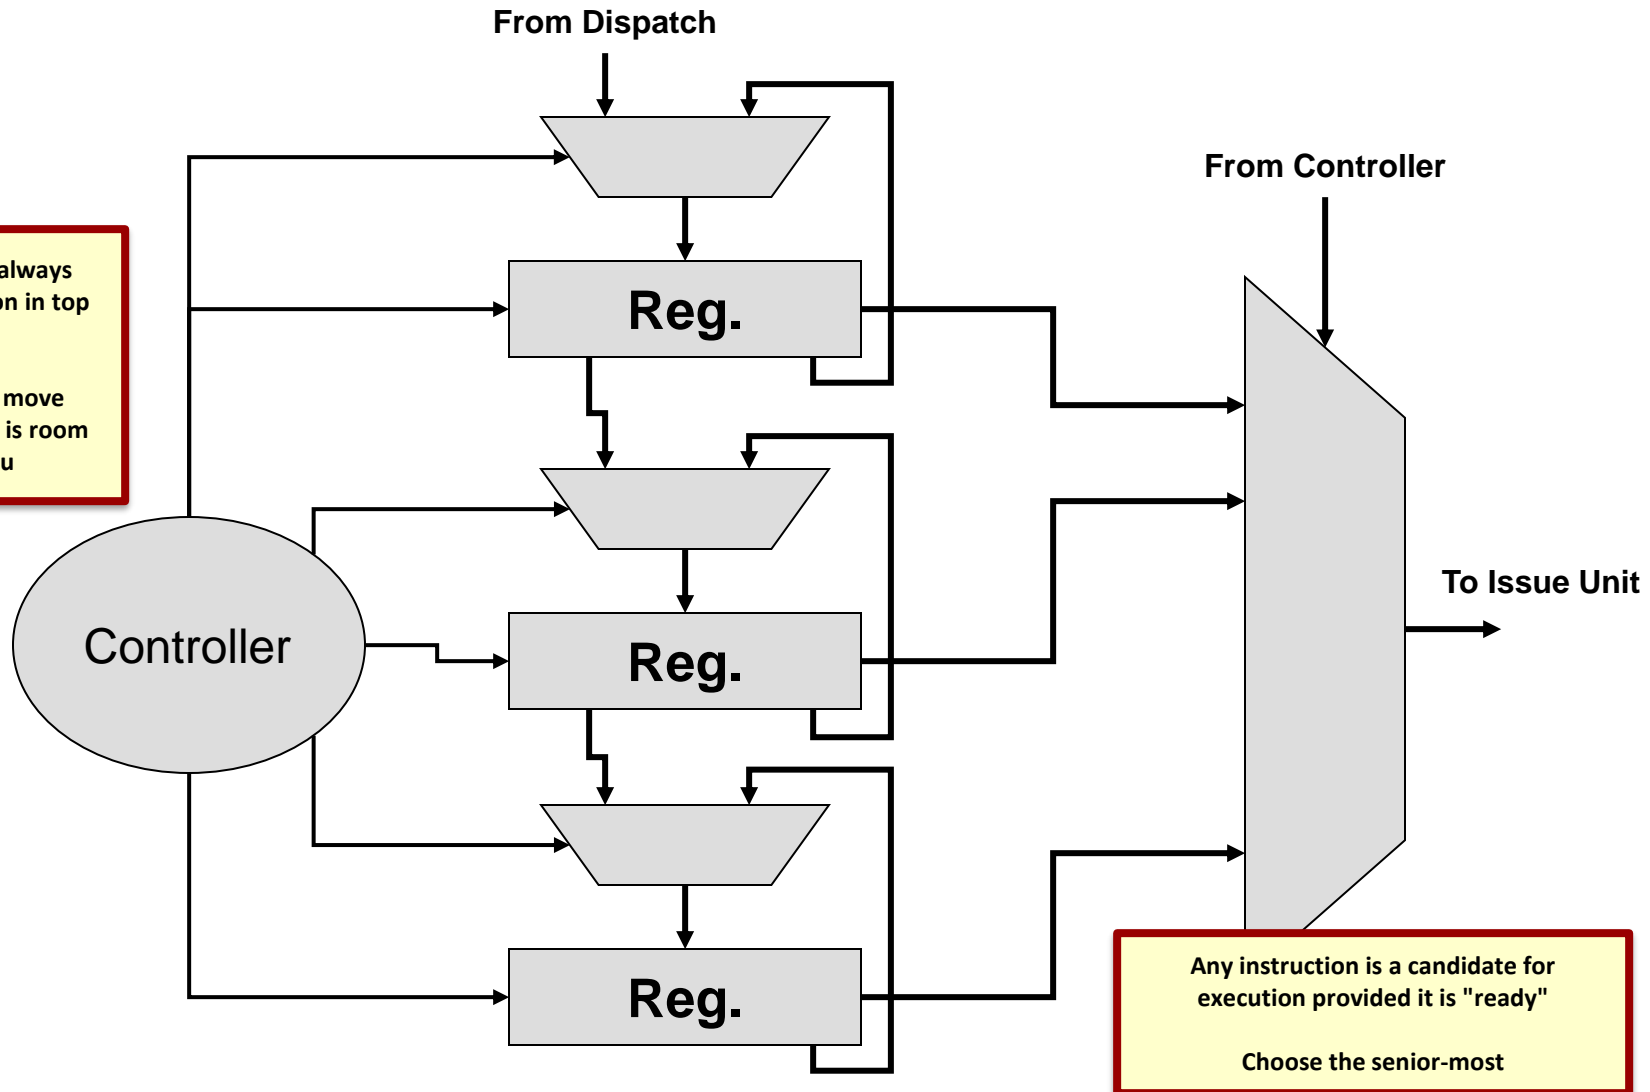 From Dispatch
From Controller
always
on in top
move
is room
u
Reg.
To Issue Unit
Controller
Reg.
Reg.
Any instruction is a candidate for
execution provided it is "ready"
Choose the senior-most